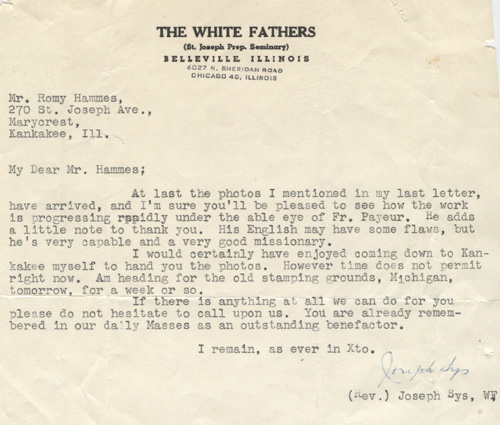 THE WHITE FATHERS
(St. Joseph Prep. Seminary)
BELLEVILLE, ILLINOIS
6027 N. SHERIDAN ROAD
CHICAGO 40, ILLINOIS
Mr. Romy Hammes,
270 St. Joseph Ave.,
Marycrest,
Kankakee, Ill.
My Dear Mr. Hammes;
At last the photos I mentioned in my last letter,
have arrived, and I'm sure you'll be pleased to see how the work
is progressing rapidly under the able eye of Fr. Payeur. He adds
a little note to thank you. His English may have some flaws, but
he's very capable and a very good missionary.
I would certainly have enjoyed coming down to Kan-
kakee myself to hand you the photos. However time does not permit
right now. Am heading for the old stamping grounds, Michigan,
tomorrow, for a week or so.
If there is anything at all we can do for you
please do not hesitate to call upon us. You are already remem-
bered in our daily Masses as an outstanding benefactor.
I remain, as ever in Xto.
Joseph Sys
(Rev.) Joseph Sys, WF